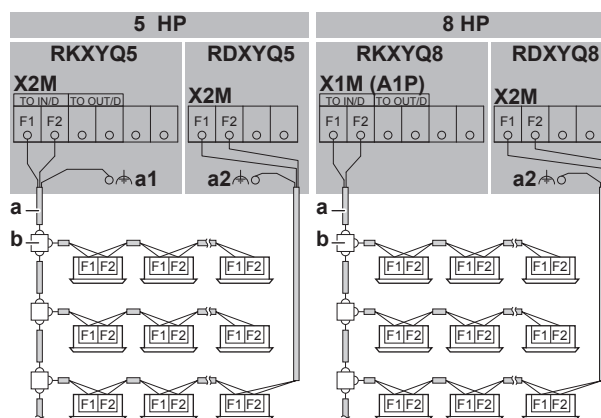 5 HP 8 HP
RKXYQ5 RDXYQ5 RKXYQ8 RDXYQ8
X2M X2M X1M (A1P) X2M
TO IN/D TO OUT/D TO IN/D TO OUT/D
F1 F2 F1 F2 F1 F2 F1 F2
a1 a2 a2
a a
b b
F1 F2 F1 F2 F1 F2 F1 F2 F1 F2 F1 F2
F1 F2 F1 F2 F1 F2 F1 F2 F1 F2 F1 F2
F1 F2 F1 F2 F1 F2 F1 F2 F1 F2 F1 F2